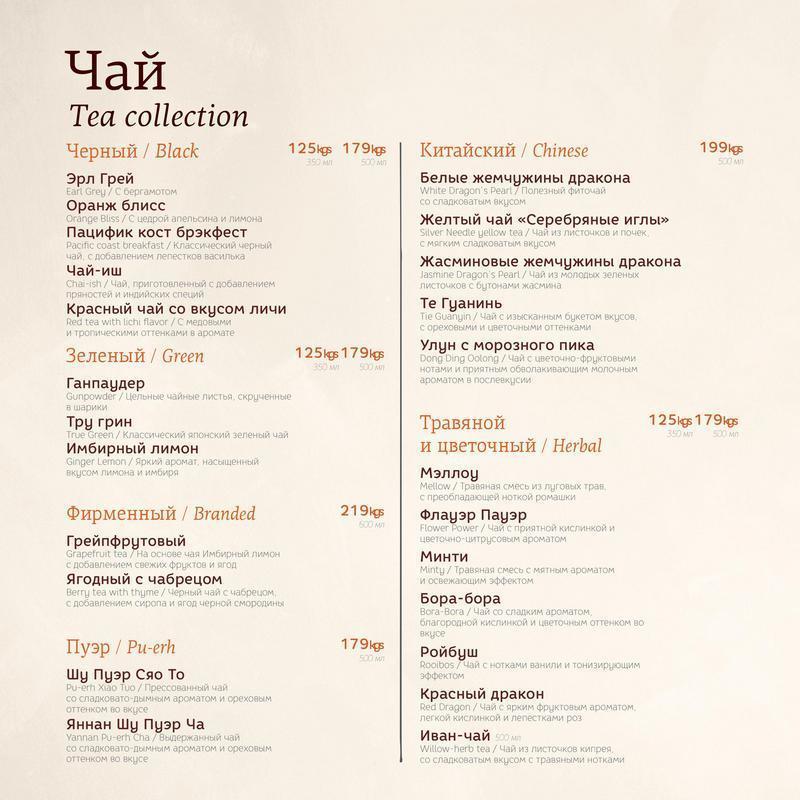 Чай
Tea collection
Черный / Black 125kgs 179kgs
350 мл 500 мл
Эрл Грей
Earl Grey / С бергамотом
Оранж блисс
Orange Bliss / С цедрой апельсина и лимона
Пацифик кост брэкфест
Pacific coast breakfast / Классический черный
чай, с добавлением лепестков василька
Чай-иш
Chai-ish / Чай, приготовленный с добавлением
пряностей и индийских специй
Красный чай со вкусом личи
Red tea with lichi flavor / С медовыми
и тропическими оттенками в аромате
Зеленый / Green 125kgs 179kgs
350 мл 500 мл
Ганпаудер
Gunpowder / Цельные чайные листья, скрученные
в шарики
Тру грин
True Green / Классический японский зеленый чай
Имбирный лимон
Ginger Lemon / Яркий аромат, насыщенный
вкусом лимона и имбиря
Фирменный / Branded 219kgs
600 мл
Грейпфрутовый
Grapefruit tea / На основе чая Имбирный лимон
с добавлением свежих фруктов и ягод
Ягодный с чабрецом
Berry tea with thyme / Черный чай с чабрецом,
с добавлением сиропа и ягод черной смородины
Пуэр / Pu-erh 179kgs
500 мл
Шу Пуэр Сяо То
Pu-erh Xiao Tuo / Прессованный чай
со сладковато-дымным ароматом и ореховым
оттенком во вкусе
Яннан Шу Пуэр Ча
Yannan Pu-erh Cha / Выдержанный чай
со сладковато-дымным ароматом и ореховым
оттенком во вкусе
Китайский / Chinese 199kgs
500 мл
Белые жемчужины дракона
White Dragon's Pearl / Полезный фиточай
со сладковатым вкусом
Желтый чай «Серебряные иглы»
Silver Needle yellow tea / Чай из листочков и почек,
с мягким сладковатым вкусом
Жасминовые жемчужины дракона
Jasmine Dragon's Pearl / Чай из молодых зеленых
листочков с бутонами жасмина
Те Гуанинь
Tie Guanyin / Чай с изысканным букетом вкусов,
с ореховыми и цветочными оттенками
Улун с морозного пика
Dong Ding Oolong / Чай с цветочно-фруктовыми
нотами и приятным обволакивающим молочным
ароматом в послевкусии
Травяной 125kgs 179kgs
350 мл 500 мл
и цветочный / Herbal
Мэллоу
Mellow / Травяная смесь из луговых трав,
с преобладающей ноткой ромашки
Флауэр Пауэр
Flower Power / Чай с приятной кислинкой и
цветочно-цитрусовым ароматом
Минти
Minty / Травяная смесь с мятным ароматом
и освежающим эффектом
Бора-бора
Bora-Bora / Чай со сладким ароматом,
благородной кислинкой и цветочным оттенком во
вкусе
Ройбуш
Rooibos / Чай с нотками ванили и тонизирующим
эффектом
Красный дракон
Red Dragon / Чай с ярким фруктовым ароматом,
легкой кислинкой и лепестками роз
Иван-чай 500 мл
Willow-herb tea / Чай из листочков кипрея,
со сладковатым вкусом с травяными нотками